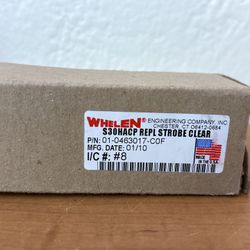 WHELEN® ENGINEERING COMPANY INC.
CHESTER, CT 06412-0684
S30HACP REPL STROBE CLEAR
P/N: 01-0463017-C0F
MFG. DATE: 01/10
I/C #: #8
MADE IN THE U.S.A.